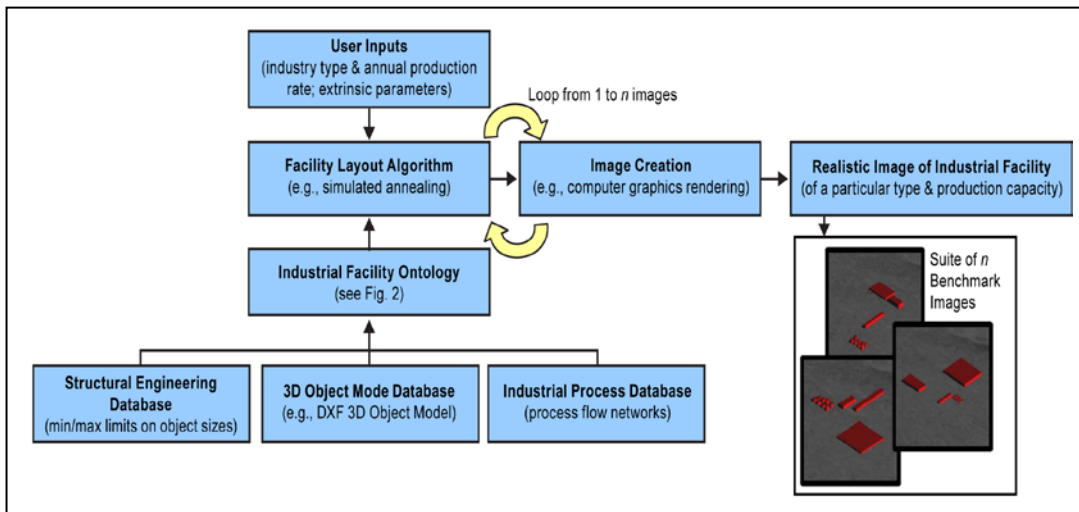 User Inputs
(industry type & annual production
rate; extrinsic parameters)
Loop from 1 to n images
Facility Layout Algorithm
(e.g., simulated annealing)
Image Creation
(e.g., computer graphics rendering)
Realistic Image of Industrial Facility
(of a particular type & production capacity)
Industrial Facility Ontology
(see Fig. 2)
Suite of n
Benchmark
Images
Structural Engineering
Database
(min/max limits on object sizes)
3D Object Mode Database
(e.g., DXF 3D Object Model)
Industrial Process Database
(process flow networks)